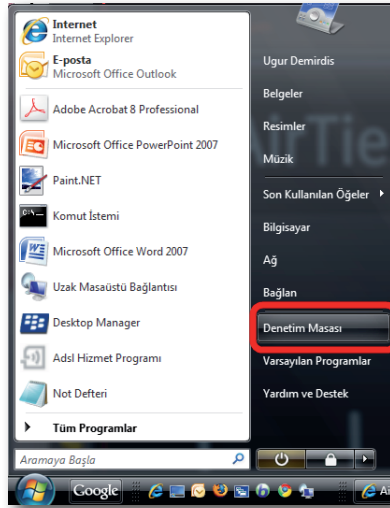 Internet
Internet Explorer
E-posta
Microsoft Office Outlook
Adobe Acrobat 8 Professional
Microsoft Office PowerPoint 2007
Paint.NET
Komut İstemi
Microsoft Office Word 2007
Uzak Masaüstü Bağlantısı
Desktop Manager
Adsl Hizmet Programı
Not Defteri
Tüm Programlar
Aramaya Başla
Ugur Demirdis
Belgeler
Resimler
Müzik
Son Kullanılan Öğeler
Bilgisayar
Ağ
Bağlan
Denetim Masası
Varsayılan Programlar
Yardım ve Destek
AirTie
Google
Ai